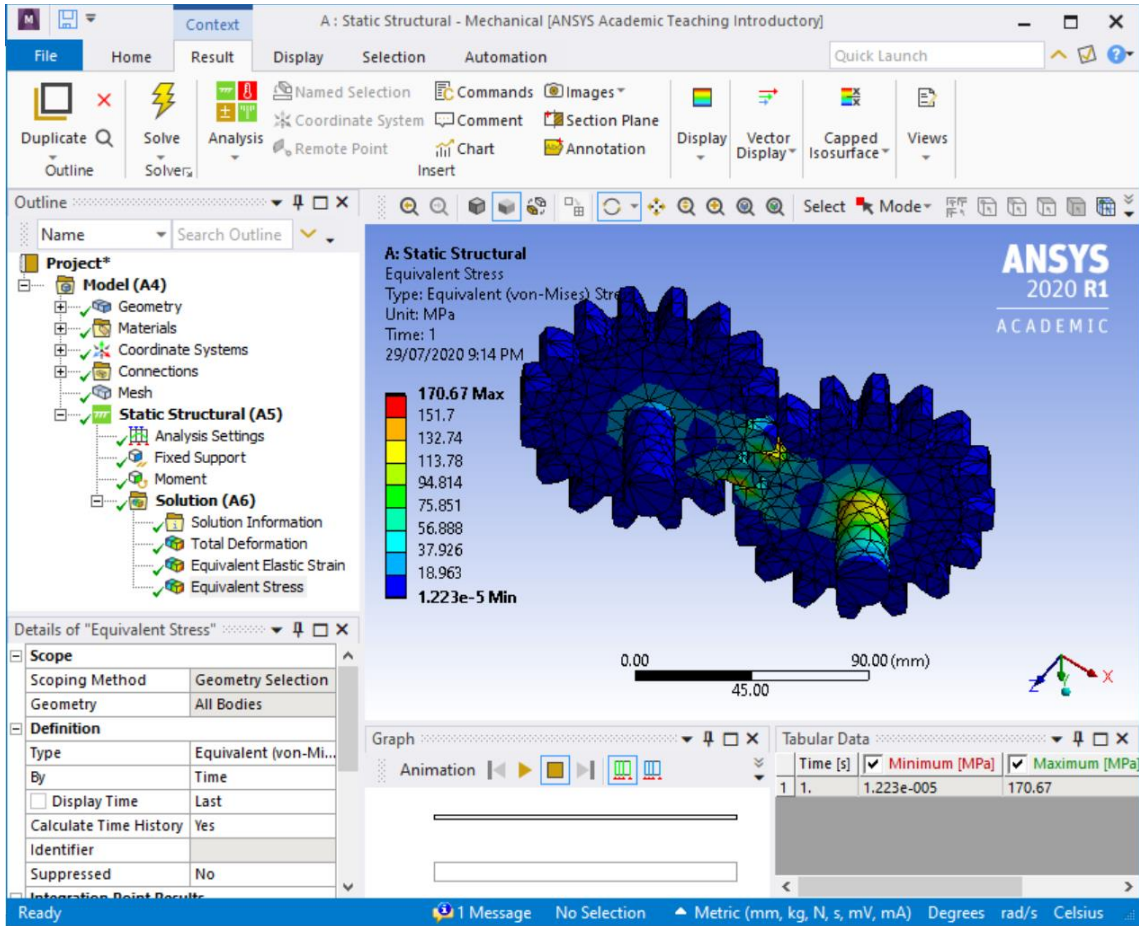 M
Context
A : Static Structural - Mechanical [ANSYS Academic Teaching Introductory]
File Home Result Display Selection Automation
Quick Launch
Duplicate
Outline
Solve
Solver
Analysis
Named Selection Commands Images
Coordinate System Comment Section Plane
Remote Point Chart Annotation
Insert
Display
Vector Display
Capped Isosurface
Views
Outline
Name Search Outline
Project*
Model (A4)
Geometry
Materials
Coordinate Systems
Connections
Mesh
Static Structural (A5)
Analysis Settings
Fixed Support
Moment
Solution (A6)
Solution Information
Total Deformation
Equivalent Elastic Strain
Equivalent Stress
Select Mode
A: Static Structural
Equivalent Stress
Type: Equivalent (von-Mises) Stre
Unit: MPa
Time: 1
29/07/2020 9:14 PM
170.67 Max
151.7
132.74
113.78
94.814
75.851
56.888
37.926
18.963
1.223e-5 Min
ANSYS
2020 R1
ACADEMIC
0.00 90.00 (mm)
45.00
Z Y X
Details of "Equivalent Stress"
Scope
Scoping Method Geometry Selection
Geometry All Bodies
Definition
Type Equivalent (von-Mi...
By Time
Display Time Last
Calculate Time History Yes
Identifier
Suppressed No
Integration Point Results
Graph
Animation
Tabular Data
Time [s] Minimum [MPa] Maximum [MPa]
1 1. 1.223e-005 170.67
Ready 1 Message No Selection Metric (mm, kg, N, s, mV, mA) Degrees rad/s Celsius